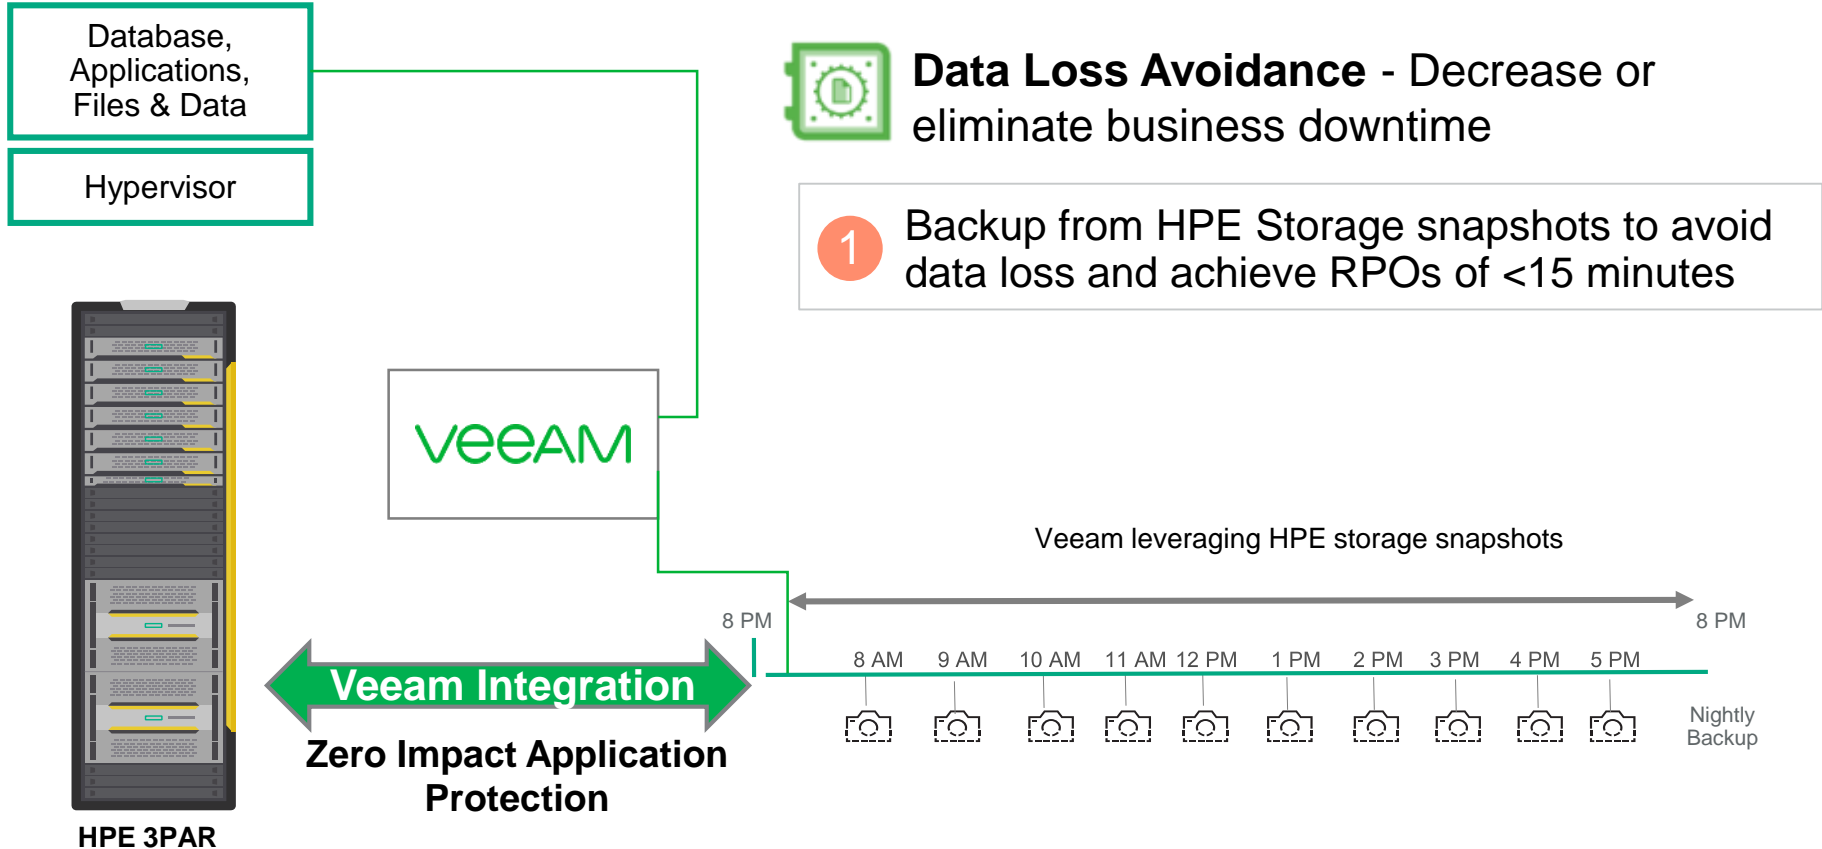 Database,
Applications,
Files & Data
Hypervisor
Data Loss Avoidance - Decrease or
eliminate business downtime
1
Backup from HPE Storage snapshots to avoid
data loss and achieve RPOs of <15 minutes
veeam
Veeam leveraging HPE storage snapshots
8 PM
8 PM
8 AM 9 AM 10 AM 11 AM 12 PM 1 PM 2 PM 3 PM 4 PM 5 PM
Veeam Integration
Nightly
Backup
Zero Impact Application
Protection
HPE 3PAR